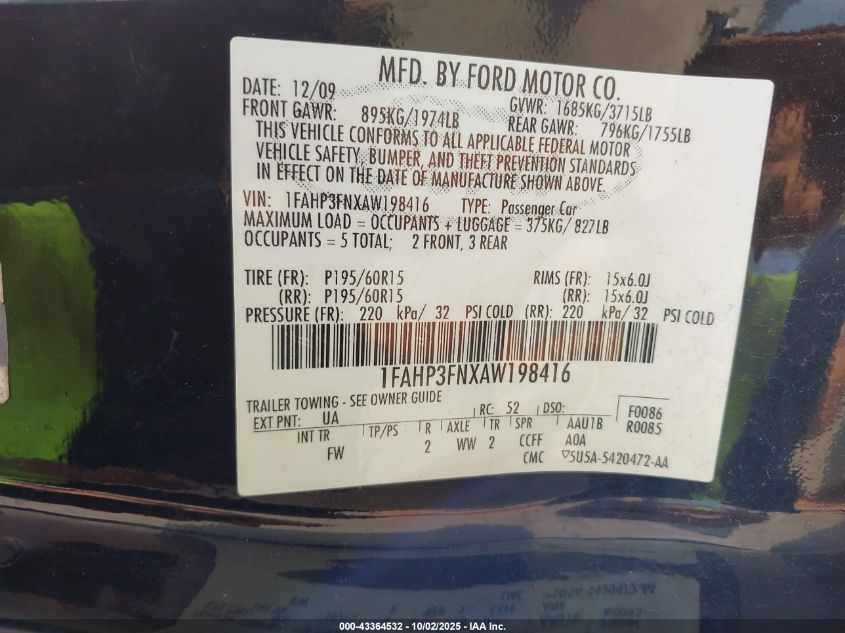 MFD. BY FORD MOTOR CO.
DATE: 12/09 GVWR: 1685KG/3715LB
FRONT GAWR: 895KG/1974LB REAR GAWR: 796KG/1755LB
THIS VEHICLE CONFORMS TO ALL APPLICABLE FEDERAL MOTOR
VEHICLE SAFETY, BUMPER, AND THEFT PREVENTION STANDARDS
IN EFFECT ON THE DATE OF MANUFACTURE SHOWN ABOVE
VIN: 1FAHP3FNXAW198416 TYPE: Passenger Car
MAXIMUM LOAD = OCCUPANTS + LUGGAGE = 375KG/ 827LB
OCCUPANTS = 5 TOTAL; 2 FRONT, 3 REAR
TIRE (FR): P195/60R15 RIMS (FR): 15x6.0J
(RR): P195/60R15 (RR): 15x6.0J
PRESSURE (FR): 220 kPa/ 32 PSI COLD (RR): 220 kPa/ 32 PSI COLD
1FAHP3FNXAW198416
TRAILER TOWING - SEE OWNER GUIDE
EXT PNT: UA RC: 52 DSO: F0086
INT TR TP/PS R AXLE TR SPR AAU1B R0085
FW 2 WW 2 CCFF A0A
CMC ▽5U5A-5420472-AA
000-43364532 - 10/02/2025 - IAA Inc.